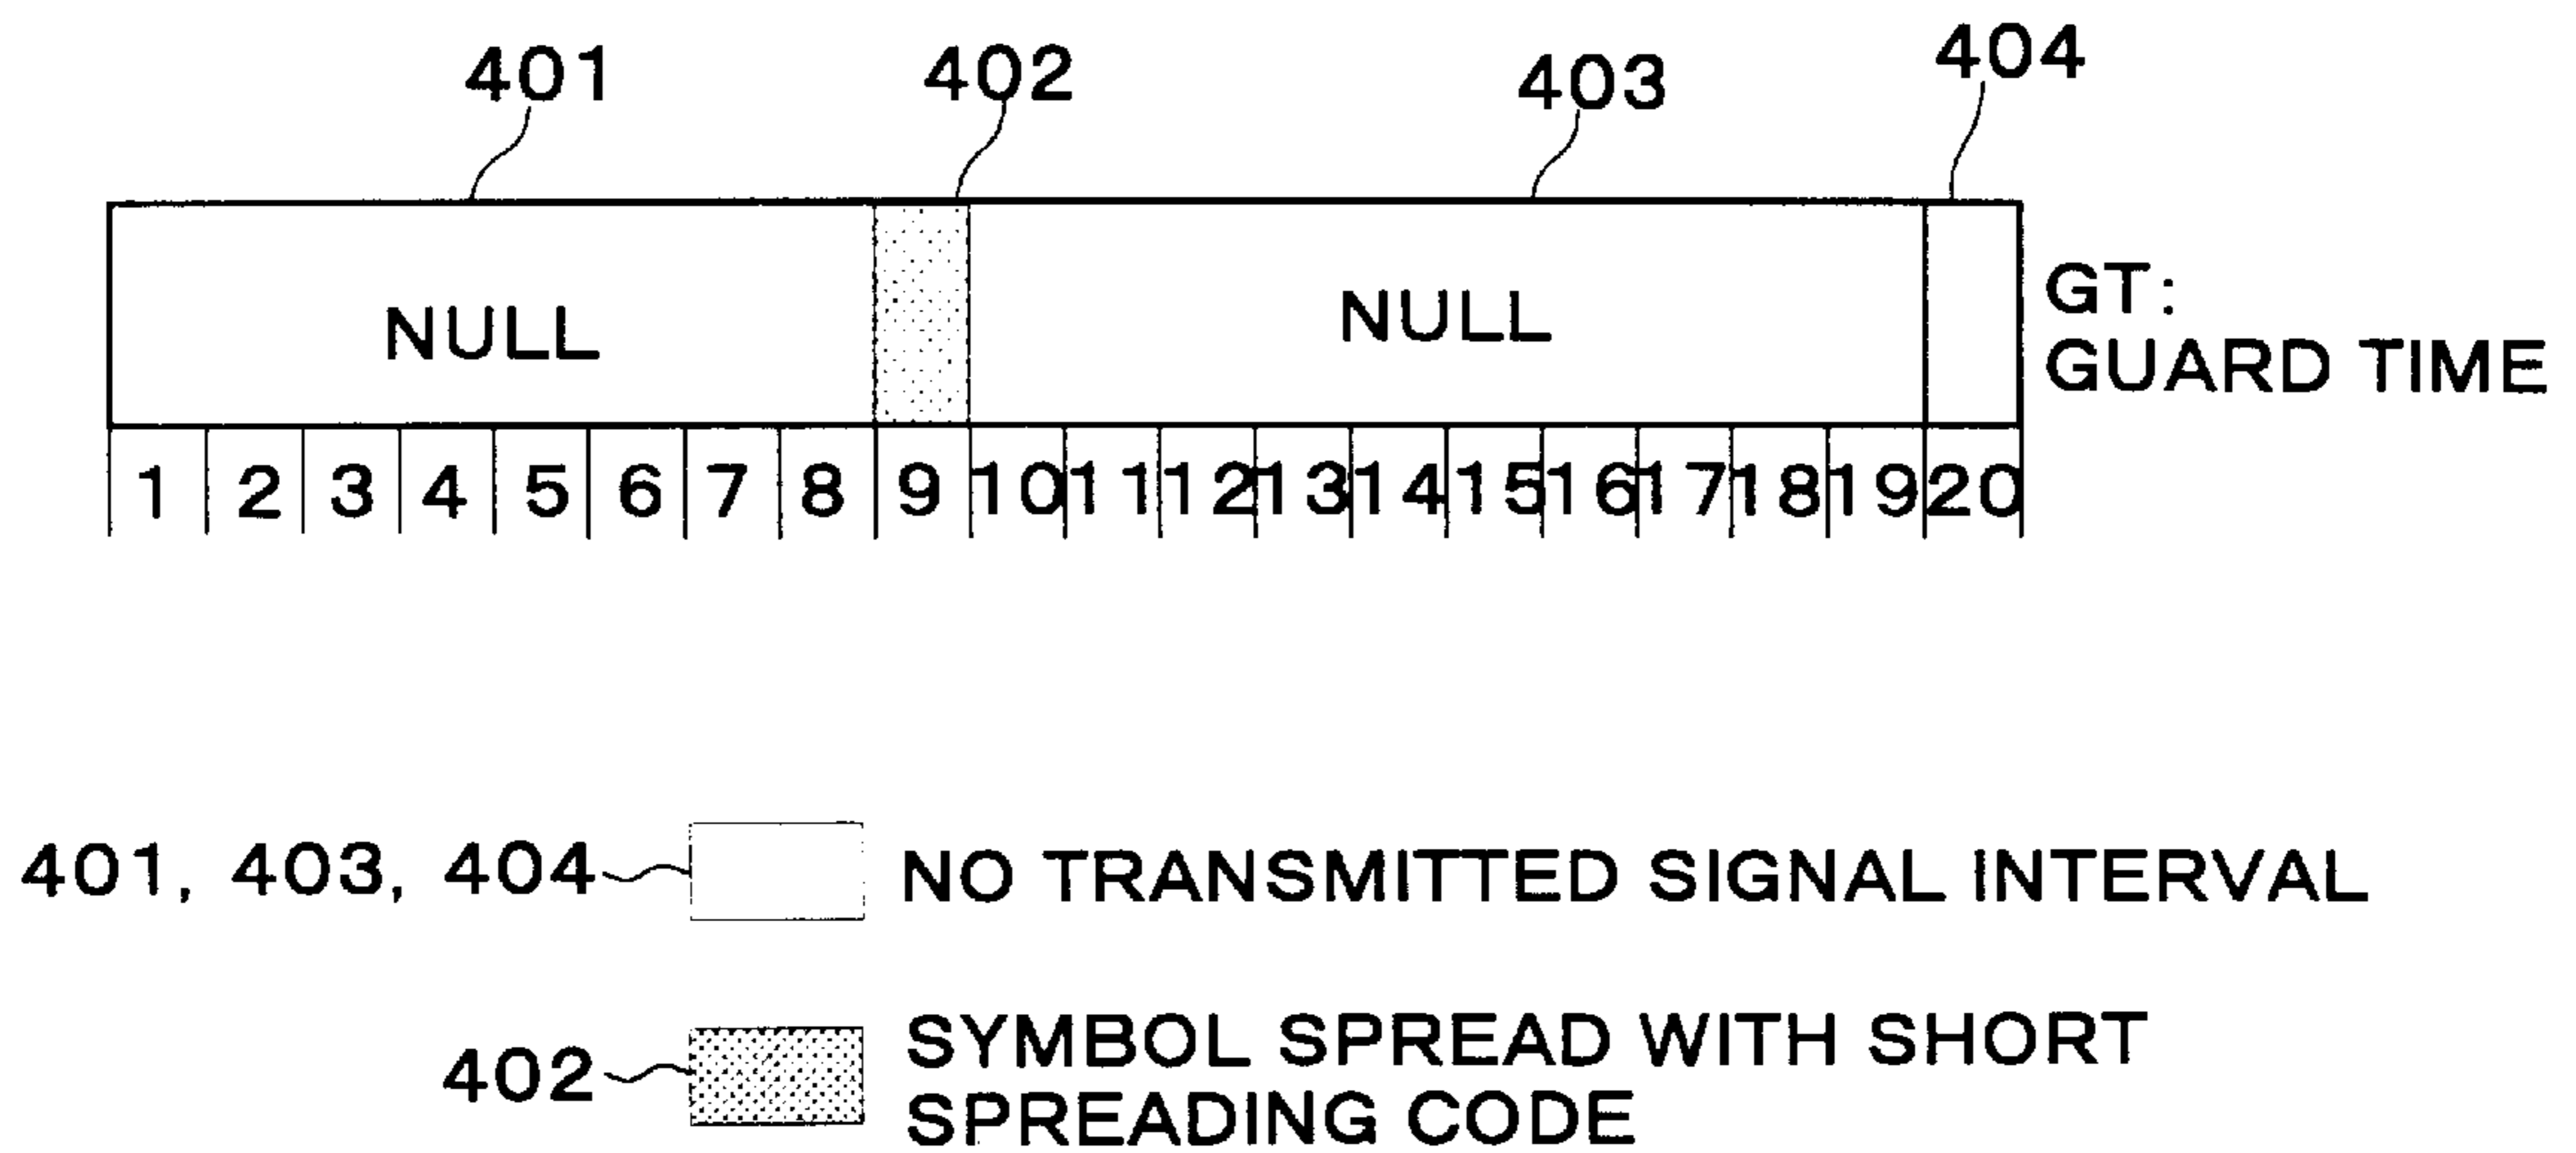 401 402 403 404
NULL NULL GT:
GUARD TIME
1 2 3 4 5 6 7 8 9 10 11 12 13 14 15 16 17 18 19 20
401, 403, 404 NO TRANSMITTED SIGNAL INTERVAL
402 SYMBOL SPREAD WITH SHORT
SPREADING CODE